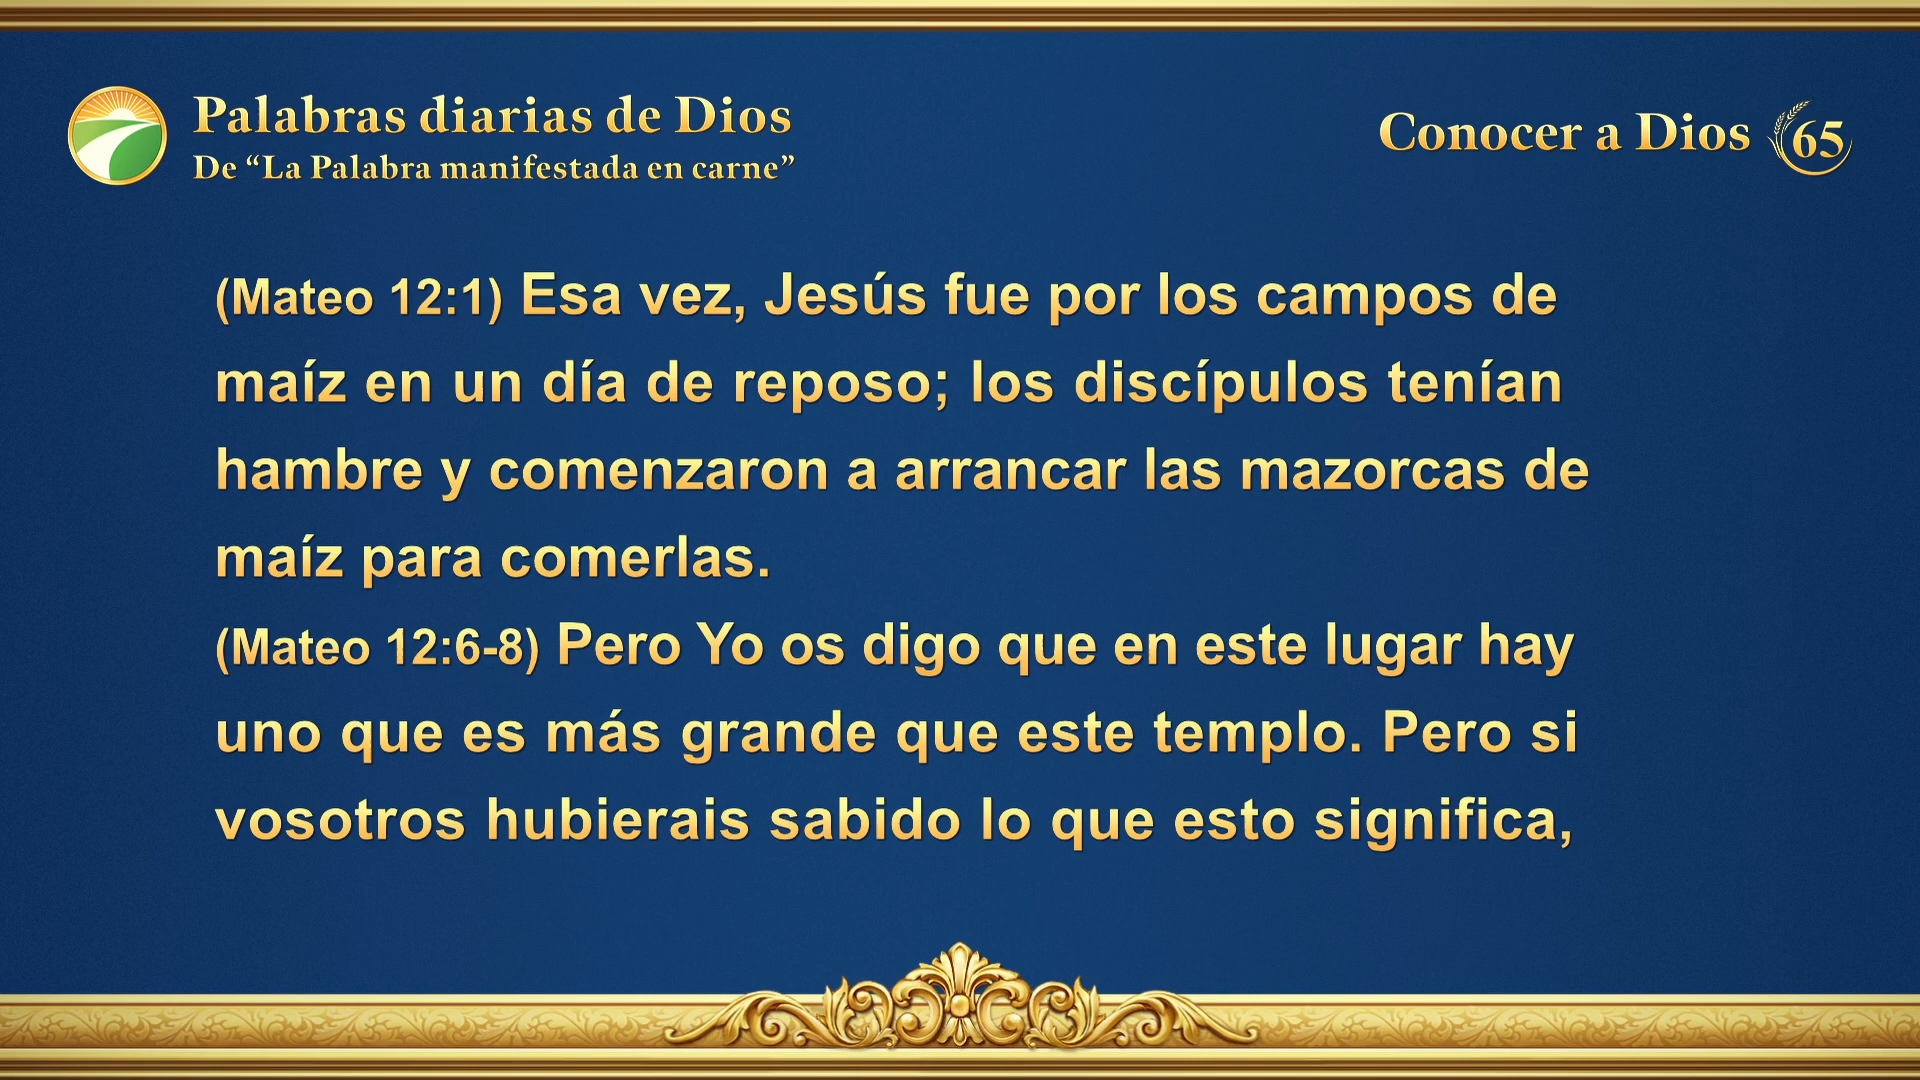 Palabras diarias de Dios
De “La Palabra manifestada en carne”
Conocer a Dios 65
(Mateo 12:1) Esa vez, Jesús fue por los campos de
maíz en un día de reposo; los discípulos tenían
hambre y comenzaron a arrancar las mazorcas de
maíz para comerlas.
(Mateo 12:6-8) Pero Yo os digo que en este lugar hay
uno que es más grande que este templo. Pero si
vosotros hubierais sabido lo que esto significa,